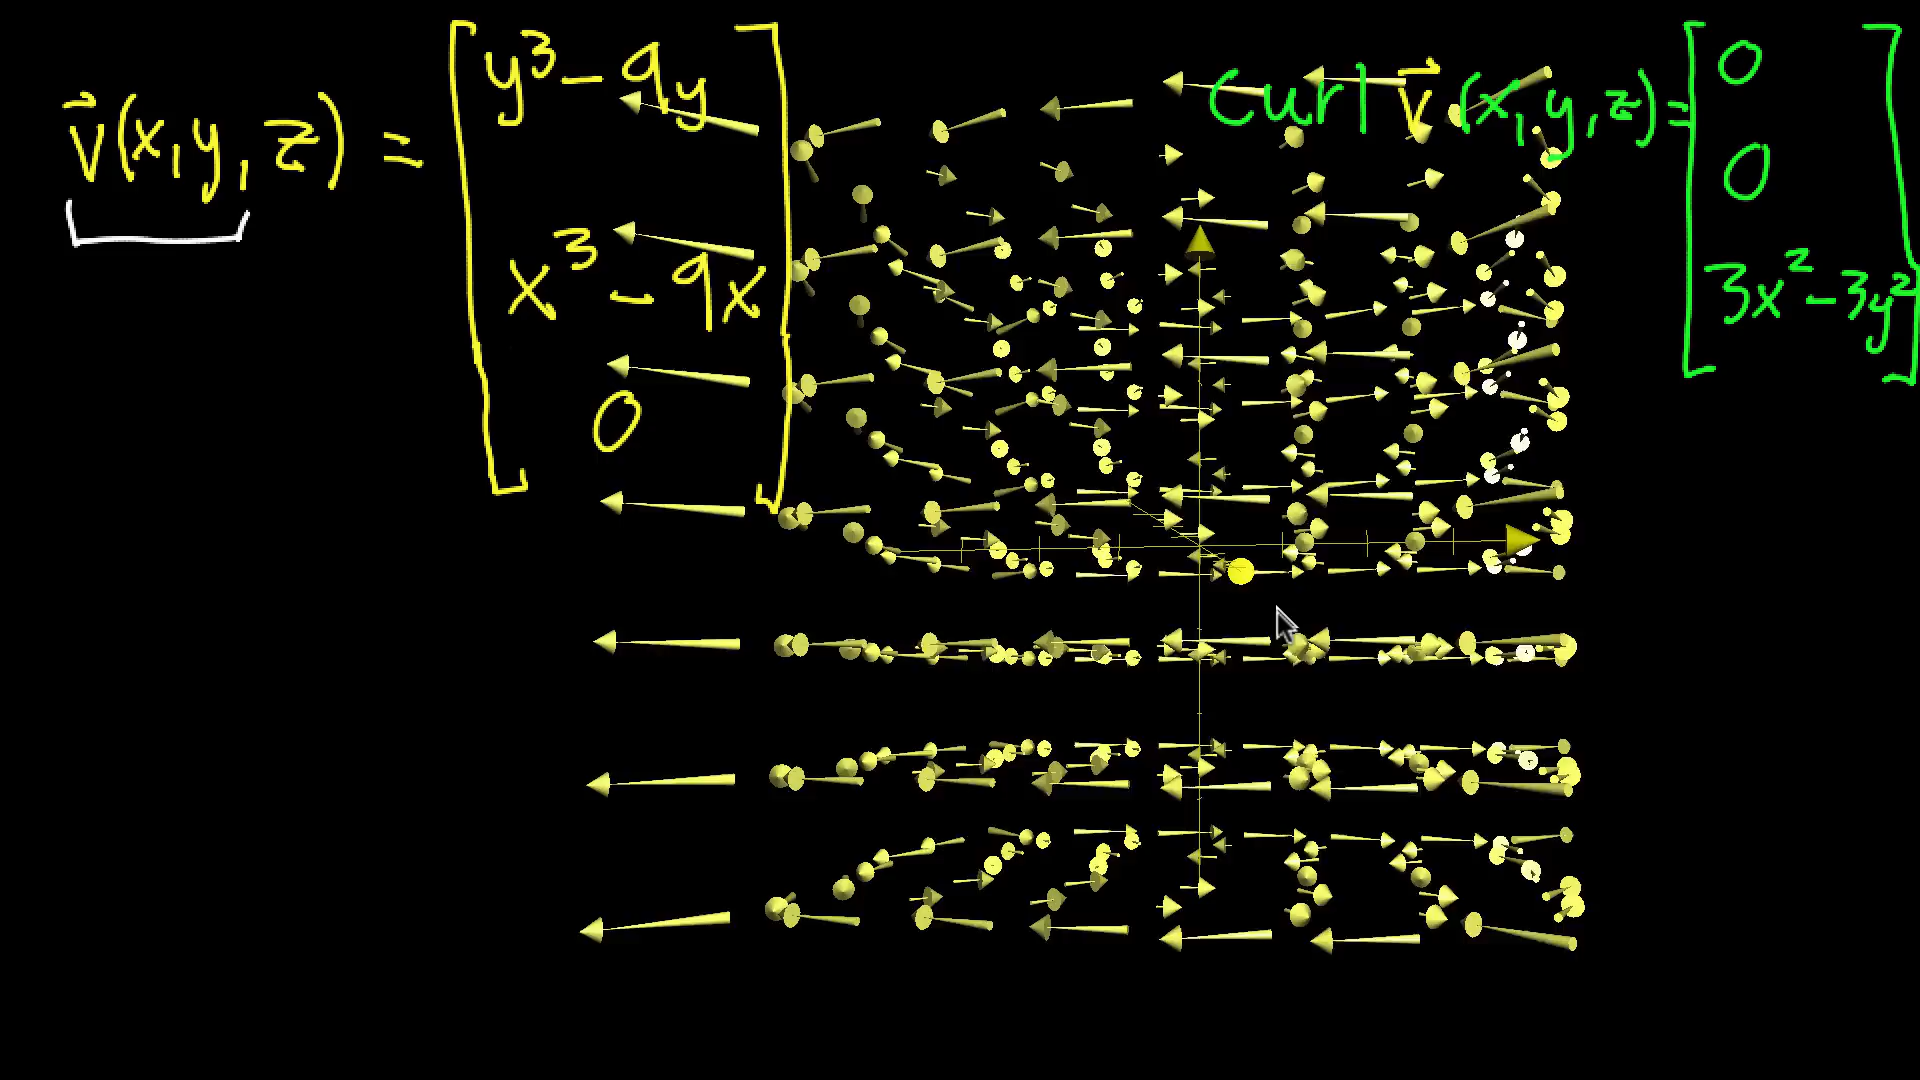 v⃗(x,y,z) = [y³-9y
x³-9x
0]
Curl v⃗(x,y,z)= [0
0
3x²-3y²]